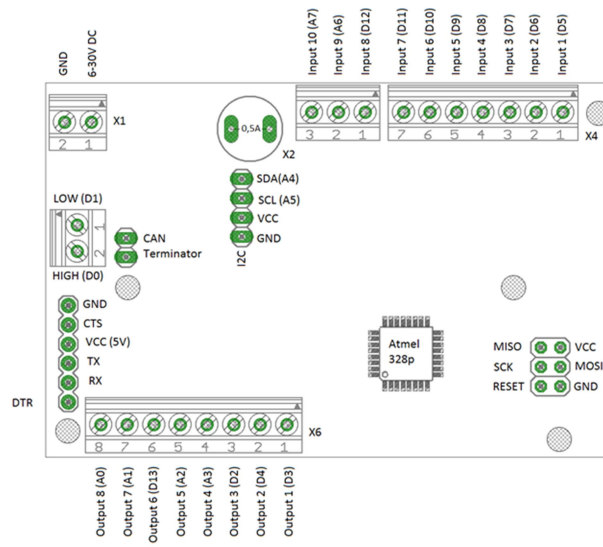 GND
6-30V DC
Input 10 (A7)
Input 9 (A6)
Input 8 (D12)
Input 7 (D11)
Input 6 (D10)
Input 5 (D9)
Input 4 (D8)
Input 3 (D7)
Input 2 (D6)
Input 1 (D5)
2 1
X1
0,5A
X2
3 2 1
7 6 5 4 3 2 1
X4
SDA(A4)
SCL (A5)
VCC
GND
I2C
LOW (D1)
1
2
HIGH (D0)
CAN
Terminator
GND
CTS
VCC (5V)
TX
RX
DTR
Atmel
328p
MISO VCC
SCK MOSI
RESET GND
X6
8 7 6 5 4 3 2 1
Output 8 (A0)
Output 7 (A1)
Output 6 (D13)
Output 5 (A2)
Output 4 (A3)
Output 3 (D2)
Output 2 (D4)
Output 1 (D3)